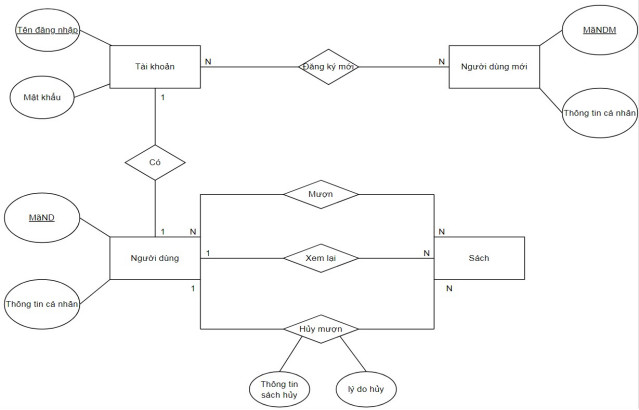 Tên đăng nhập
MãNDM
Tài khoản
N
Đăng ký mới
N
Người dùng mới
Mật khẩu
1
Thông tin cá nhân
Có
Mượn
MãND
1
N
N
Người dùng
1
Xem lại
N
Sách
1
N
Thông tin cá nhân
Hủy mượn
Thông tin
sách hủy
lý do hủy